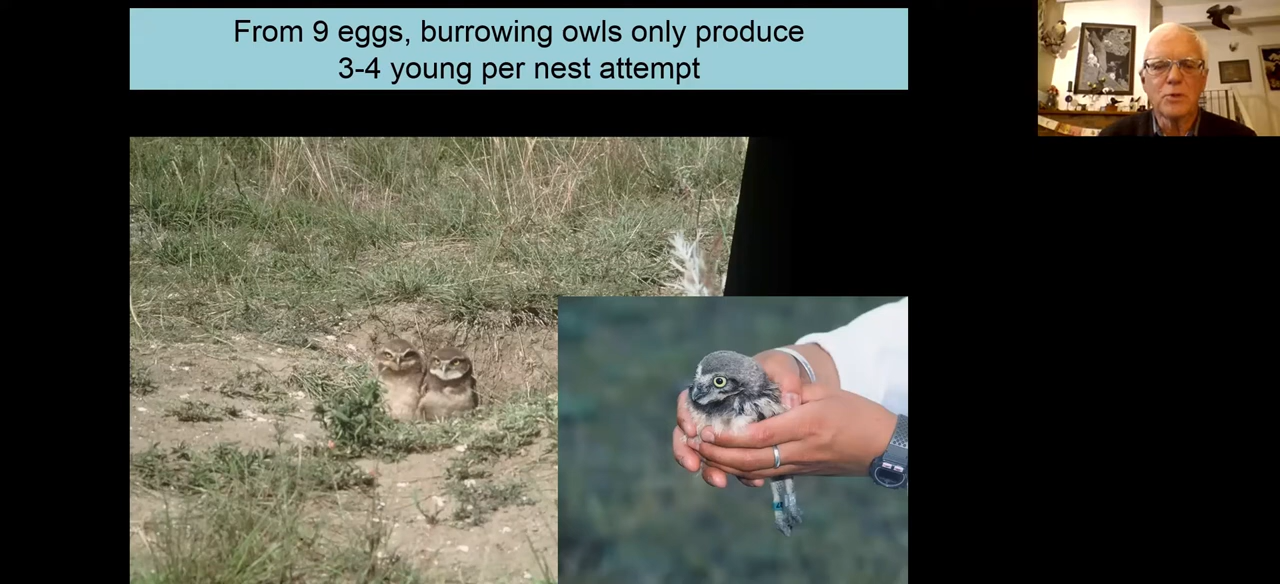 From 9 eggs, burrowing owls only produce
3-4 young per nest attempt